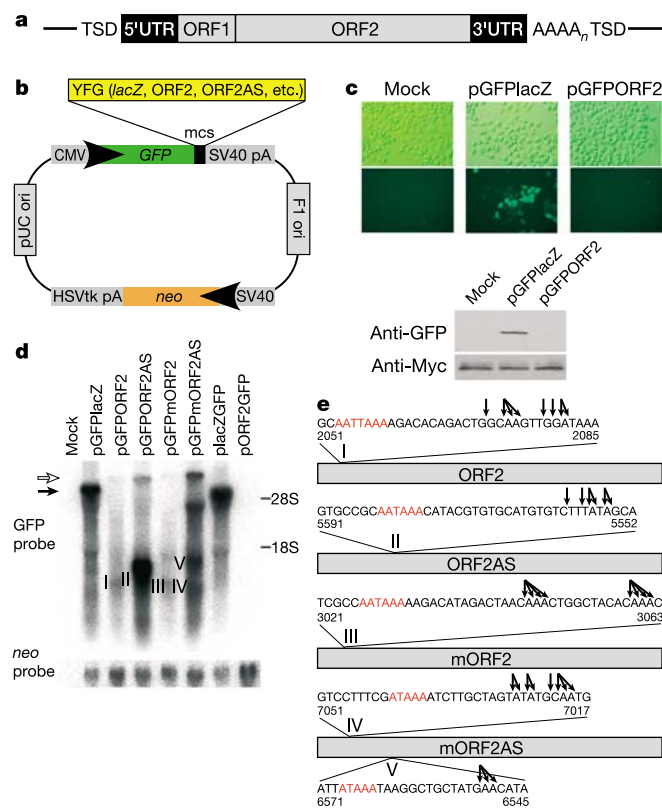 a
TSD 5'UTR ORF1 ORF2 3'UTR AAAAn TSD
b
YFG (lacZ, ORF2, ORF2AS, etc.)
mcs
CMV GFP SV40 pA
pUC ori
F1 ori
HSVtk pA neo SV40
c
Mock pGFPlacZ pGFPORF2
Mock
pGFPlacZ
pGFPORF2
Anti-GFP
Anti-Myc
d
Mock
pGFPlacZ
pGFPORF2
pGFPORF2AS
pGFPmORF2
pGFPmORF2AS
placZGFP
pORF2GFP
28S
18S
GFP
probe
I II III IV V
neo
probe
e
GCAATTAAAAGACACAGACTGGCAAGTTGGATAAA
2051 2085
I
ORF2
GTGCCGCAATAAACATACGTGTGCATGTGTCTTTATAGCA
5591 5552
II
ORF2AS
TCGCCAATAAAAAGACATAGACTAACAAACTGGCTACACAAAC
3021 3063
III
mORF2
GTCCTTTCGATAAAATCTTGCTAGTATATGCAATG
7051 7017
IV
mORF2AS
V
ATTATAAATAAGGCTGCTATGAACATA
6571 6545